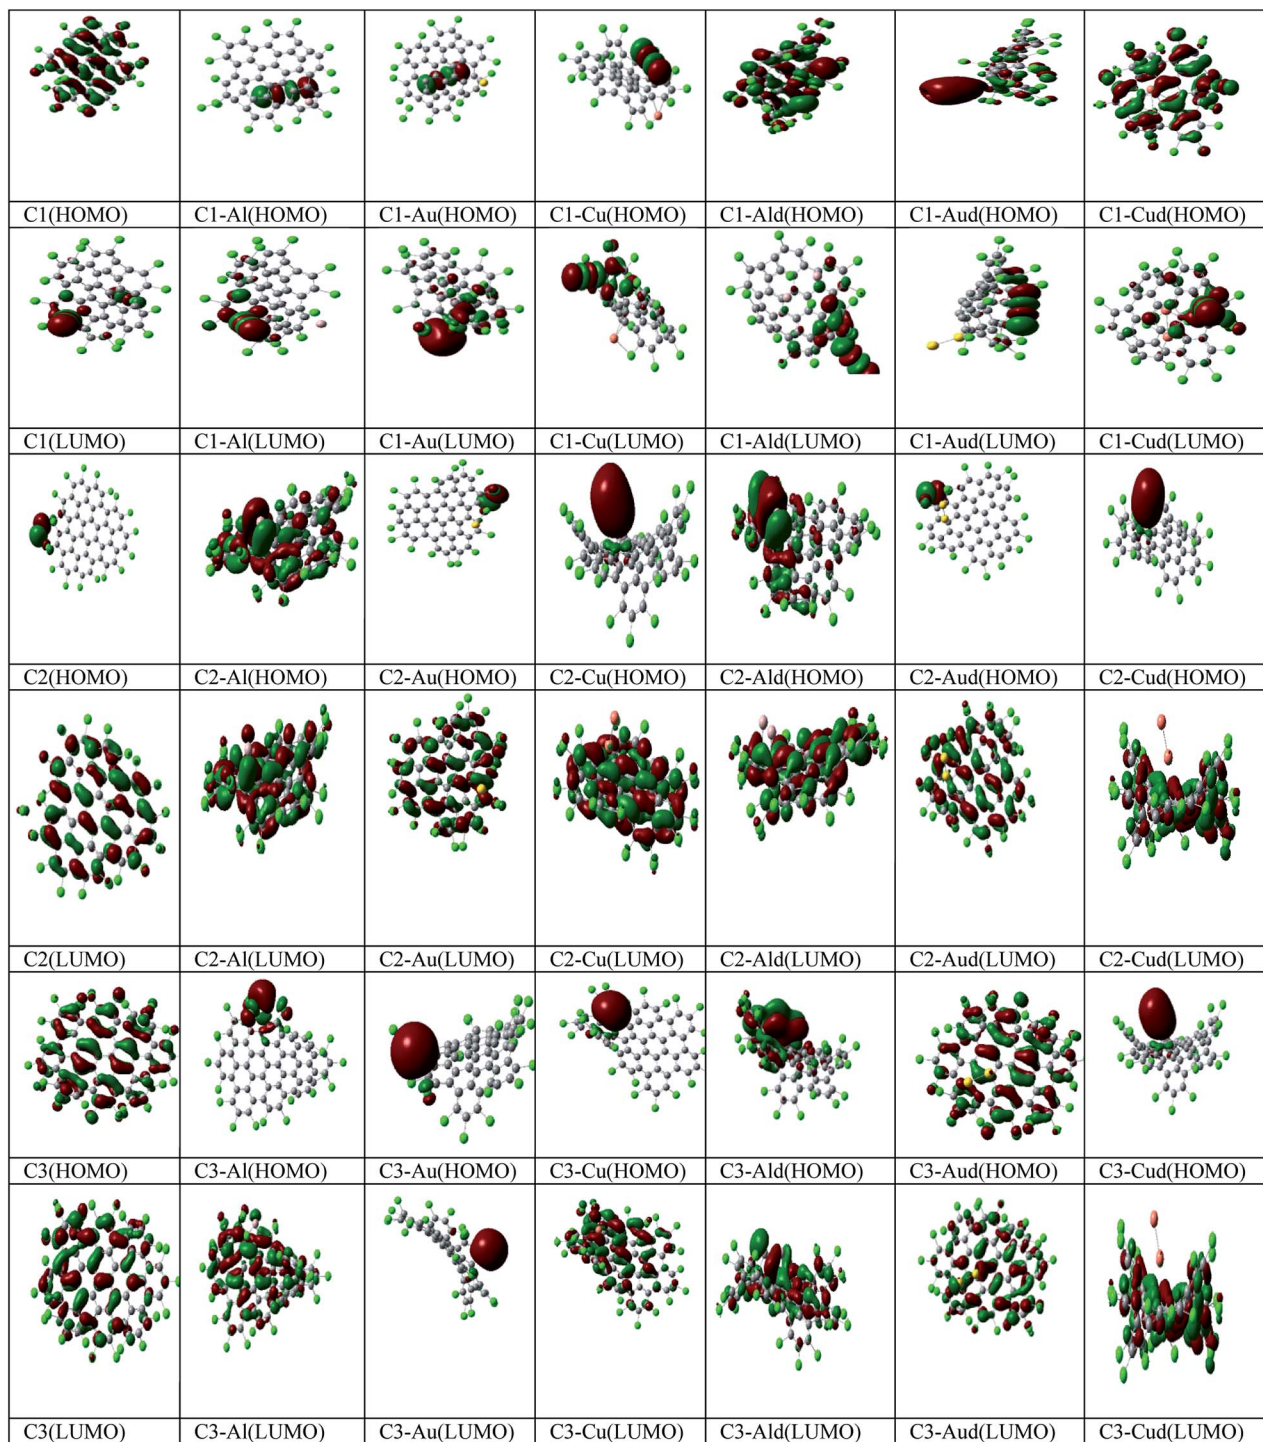 C1(HOMO) C1-Al(HOMO) C1-Au(HOMO) C1-Cu(HOMO) C1-Ald(HOMO) C1-Aud(HOMO) C1-Cud(HOMO)
C1(LUMO) C1-Al(LUMO) C1-Au(LUMO) C1-Cu(LUMO) C1-Ald(LUMO) C1-Aud(LUMO) C1-Cud(LUMO)
C2(HOMO) C2-Al(HOMO) C2-Au(HOMO) C2-Cu(HOMO) C2-Ald(HOMO) C2-Aud(HOMO) C2-Cud(HOMO)
C2(LUMO) C2-Al(LUMO) C2-Au(LUMO) C2-Cu(LUMO) C2-Ald(LUMO) C2-Aud(LUMO) C2-Cud(LUMO)
C3(HOMO) C3-Al(HOMO) C3-Au(HOMO) C3-Cu(HOMO) C3-Ald(HOMO) C3-Aud(HOMO) C3-Cud(HOMO)
C3(LUMO) C3-Al(LUMO) C3-Au(LUMO) C3-Cu(LUMO) C3-Ald(LUMO) C3-Aud(LUMO) C3-Cud(LUMO)